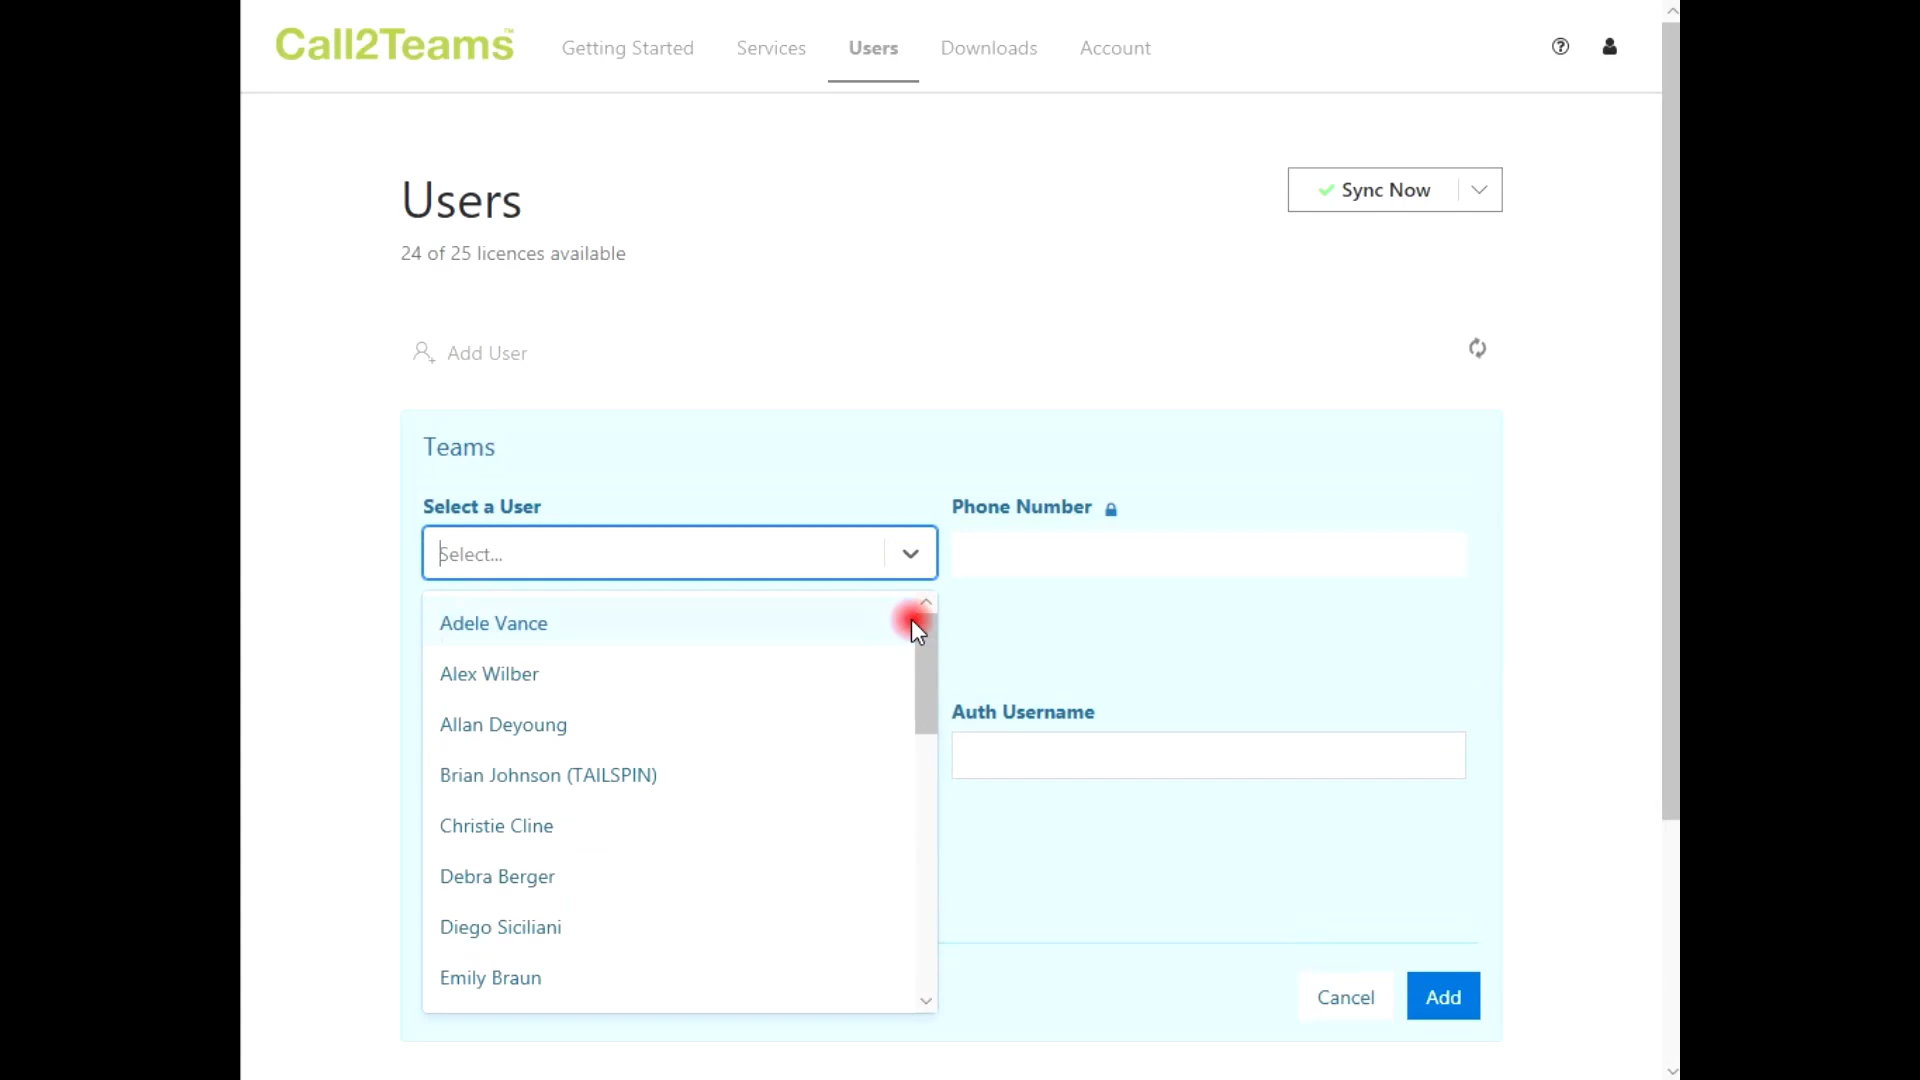 Call2Teams™ Getting Started Services Users Downloads Account
Users
Sync Now
24 of 25 licences available
Add User
Teams
Select a User
Phone Number
Select...
Adele Vance
Alex Wilber
Allan Deyoung
Brian Johnson (TAILSPIN)
Christie Cline
Debra Berger
Diego Siciliani
Emily Braun
Auth Username
Cancel
Add